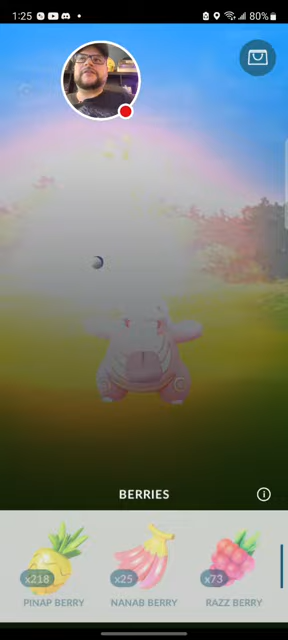 1:25
80%
BERRIES
x218
x25
x73
PINAP BERRY
NANAB BERRY
RAZZ BERRY